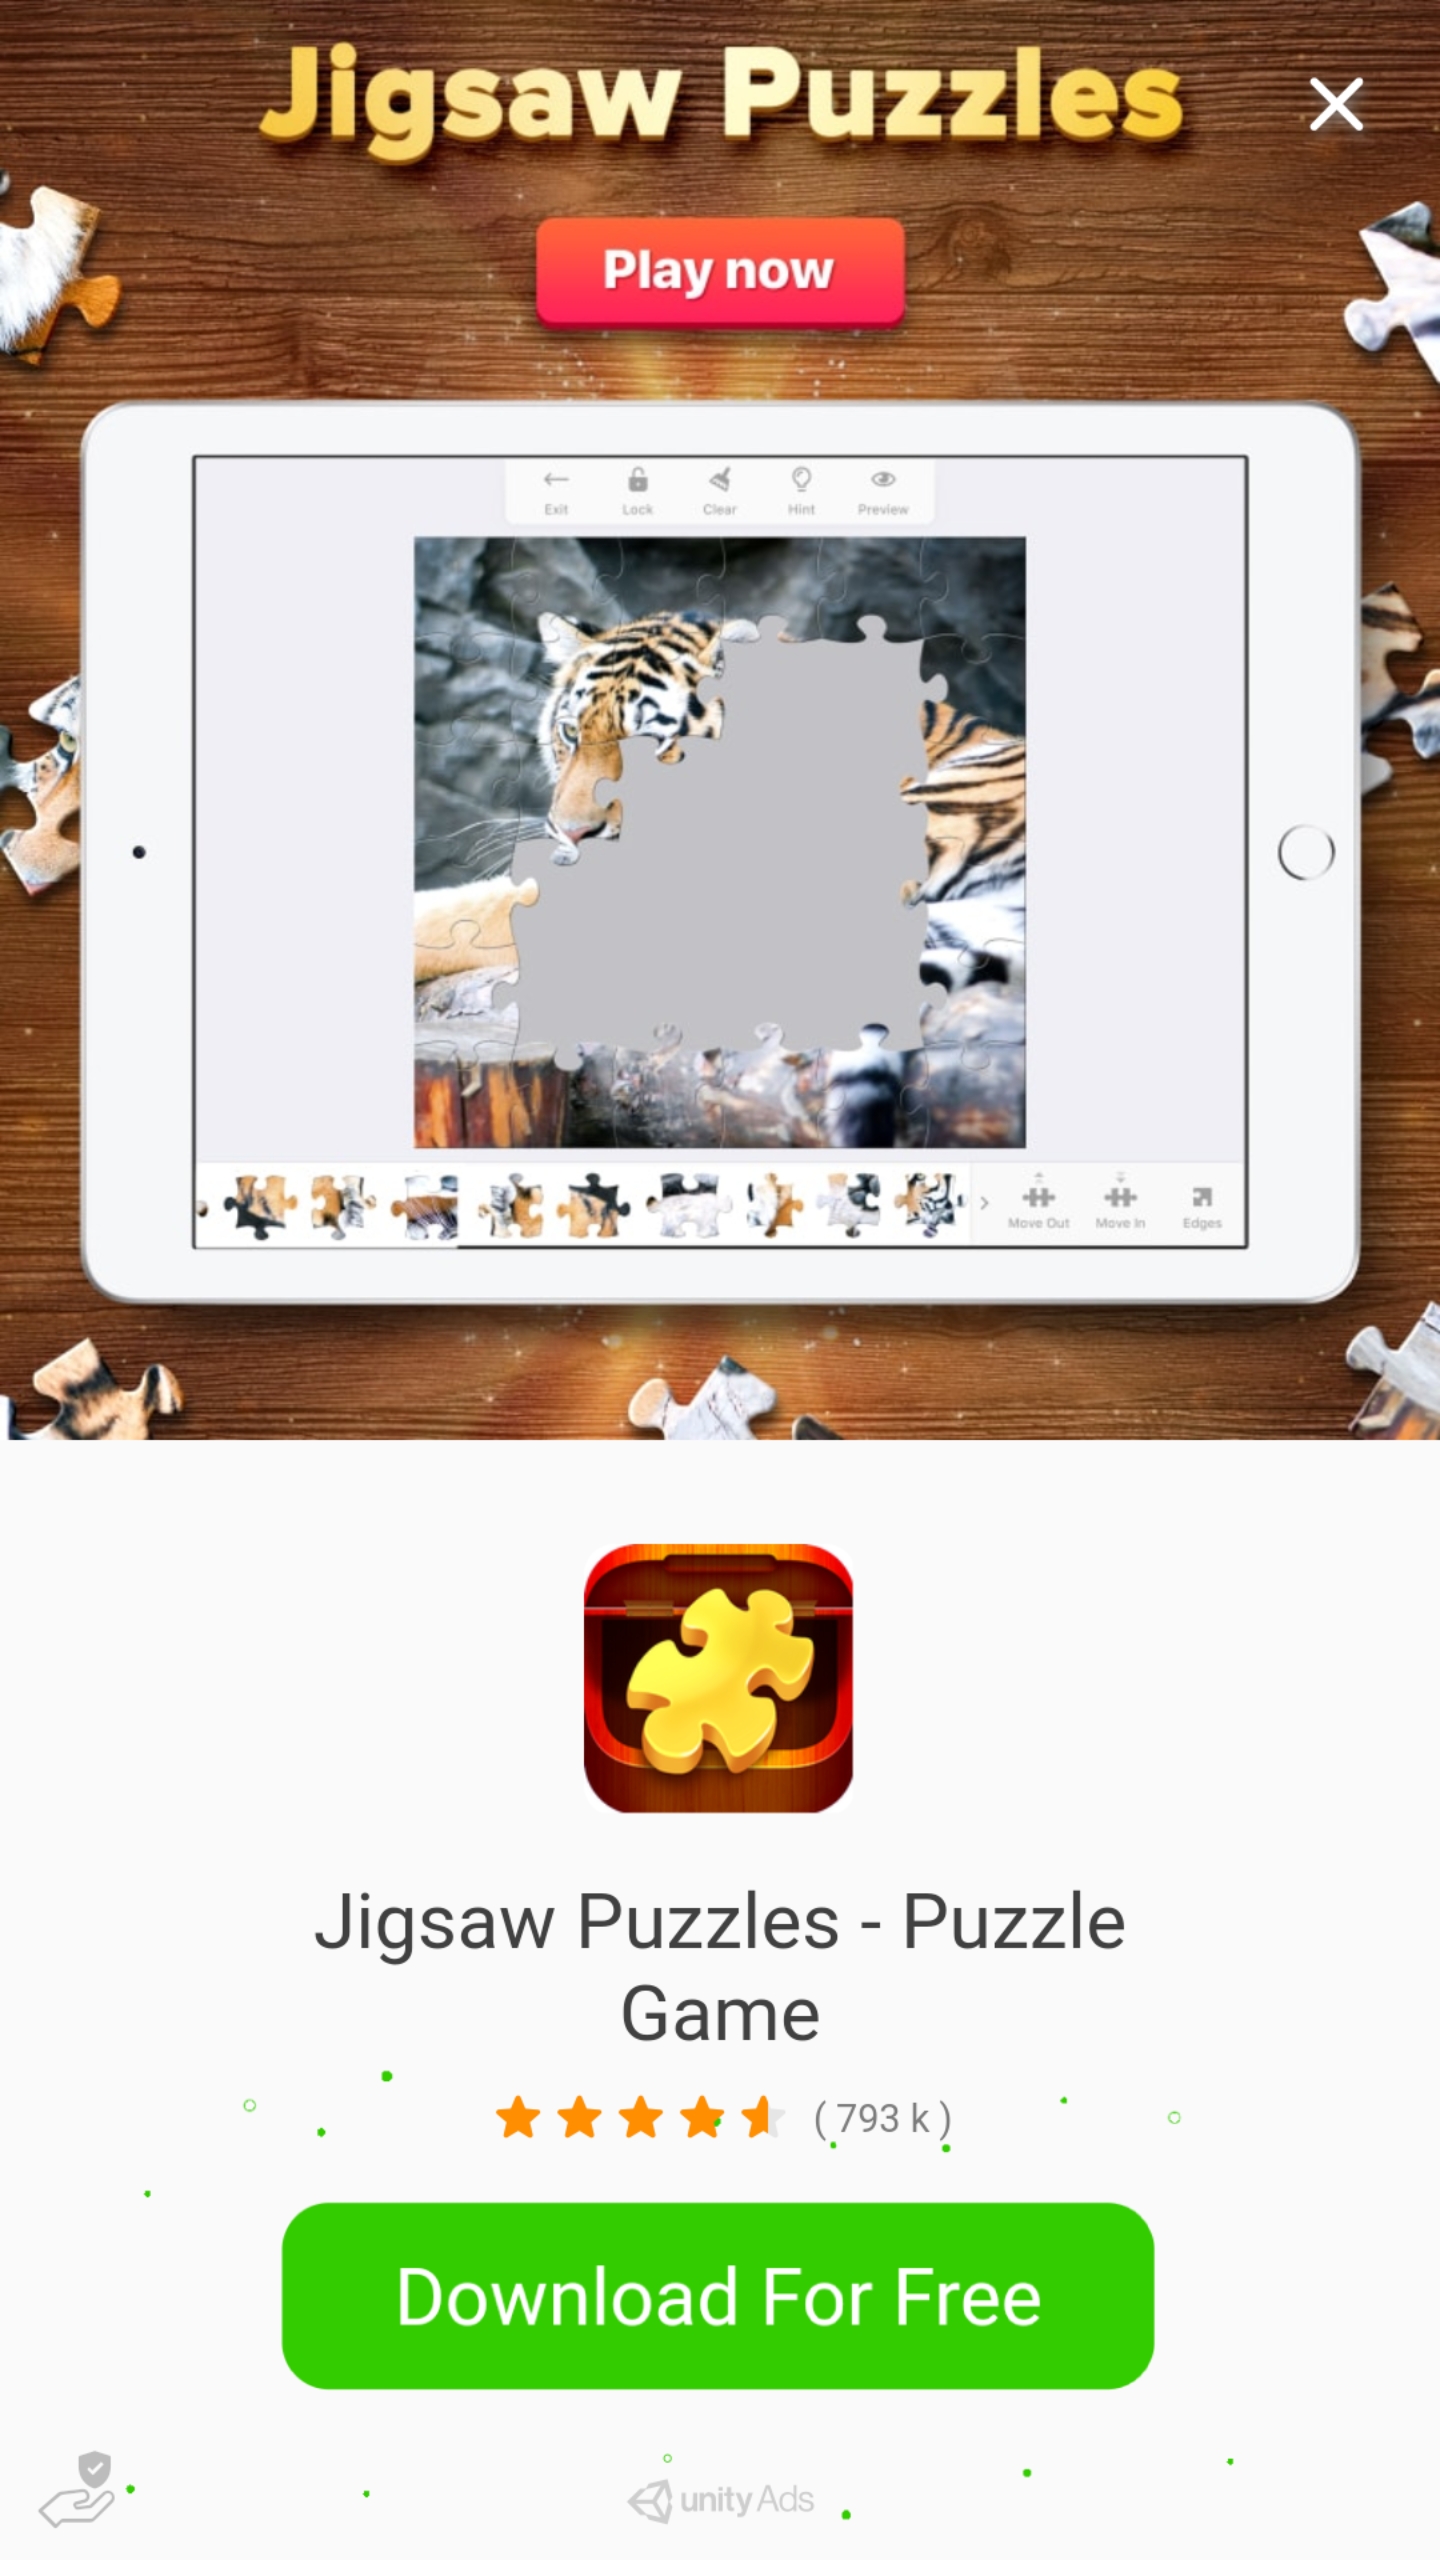 Jigsaw Puzzles
Play now
Exit
Lock
Clear
Hint
Preview
Move Out
Move In
Edges
Jigsaw Puzzles - Puzzle
Game
( 793 k )
Download For Free
unity Ads